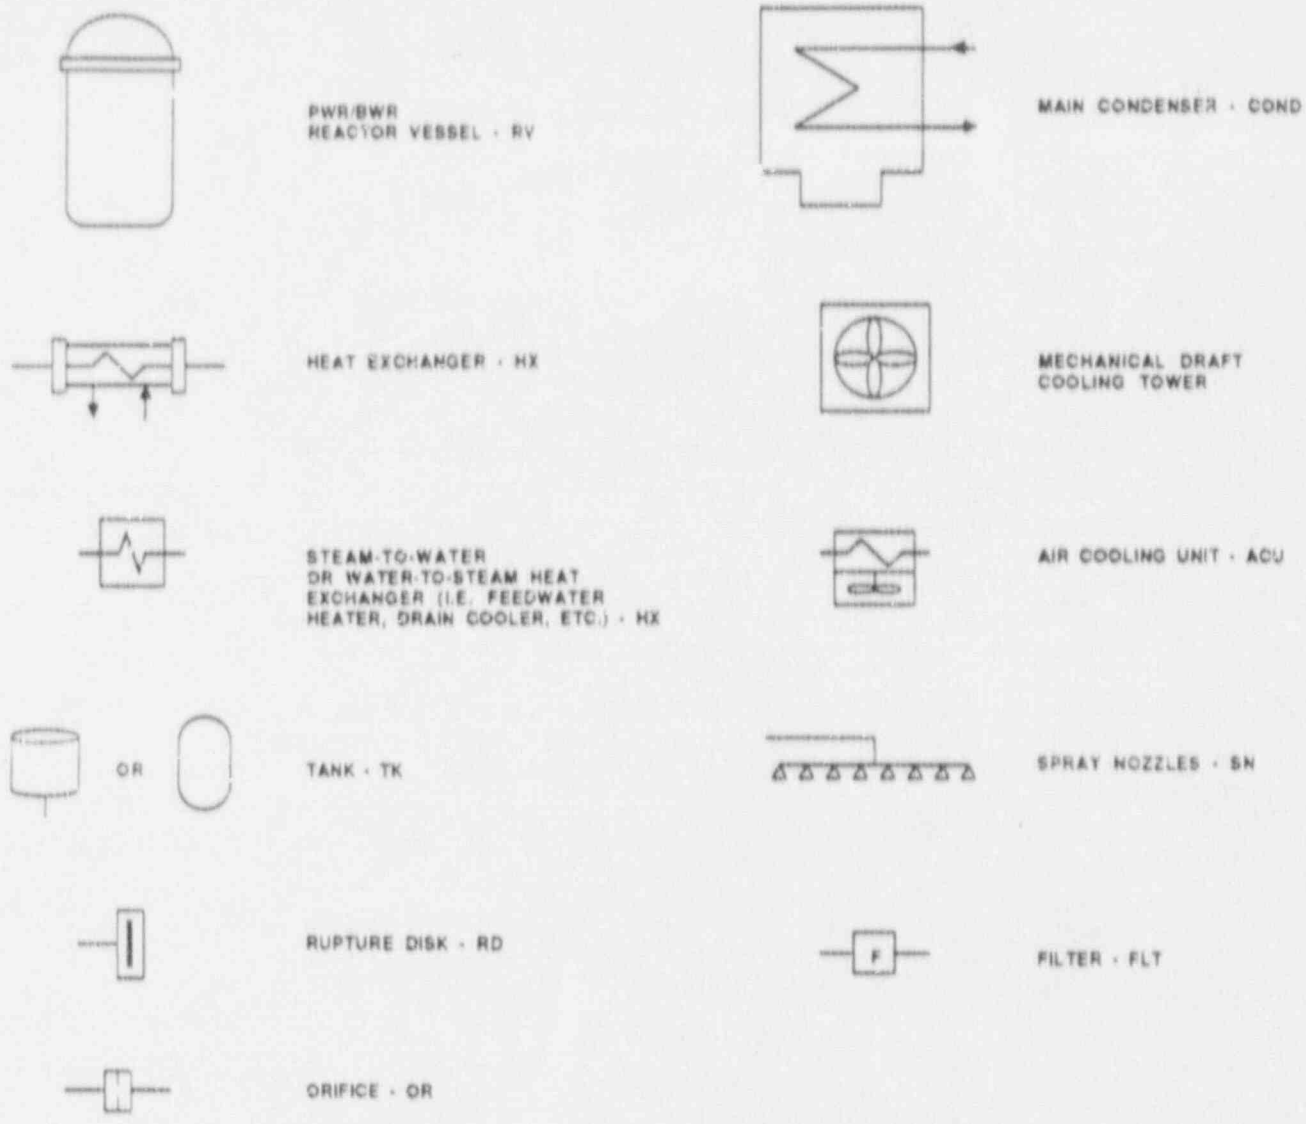 PWR/BWR
REACTOR VESSEL - RV
MAIN CONDENSER - COND
HEAT EXCHANGER - HX
MECHANICAL DRAFT
COOLING TOWER
STEAM-TO-WATER
OR WATER-TO-STEAM HEAT
EXCHANGER (I.E. FEEDWATER
HEATER, DRAIN COOLER, ETC.) - HX
AIR COOLING UNIT - ACU
OR
TANK - TK
SPRAY NOZZLES - SN
RUPTURE DISK - RD
F
FILTER - FLT
ORIFICE - OR